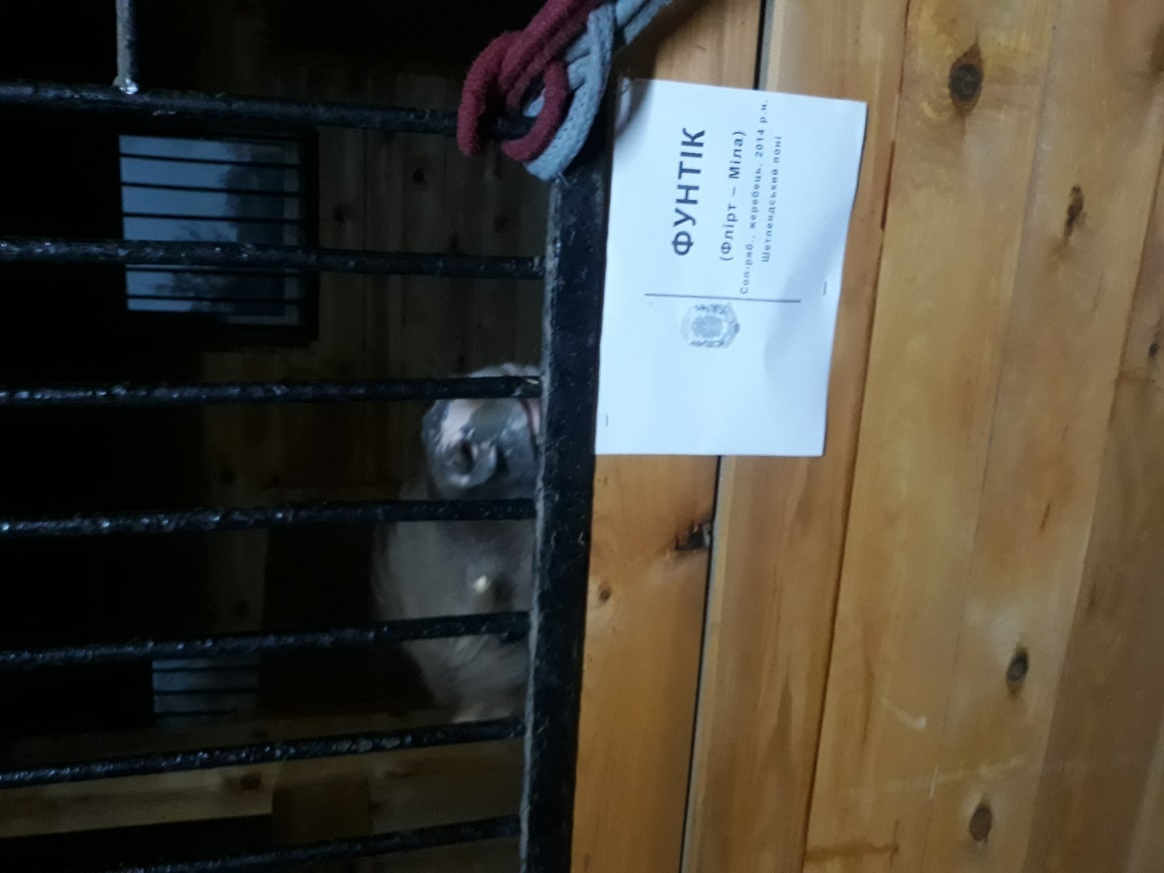 ФУНТІК
(Флірт – Міла)
Сол-ряб., жеребець, 2014 р.н.
Шетлендський поні